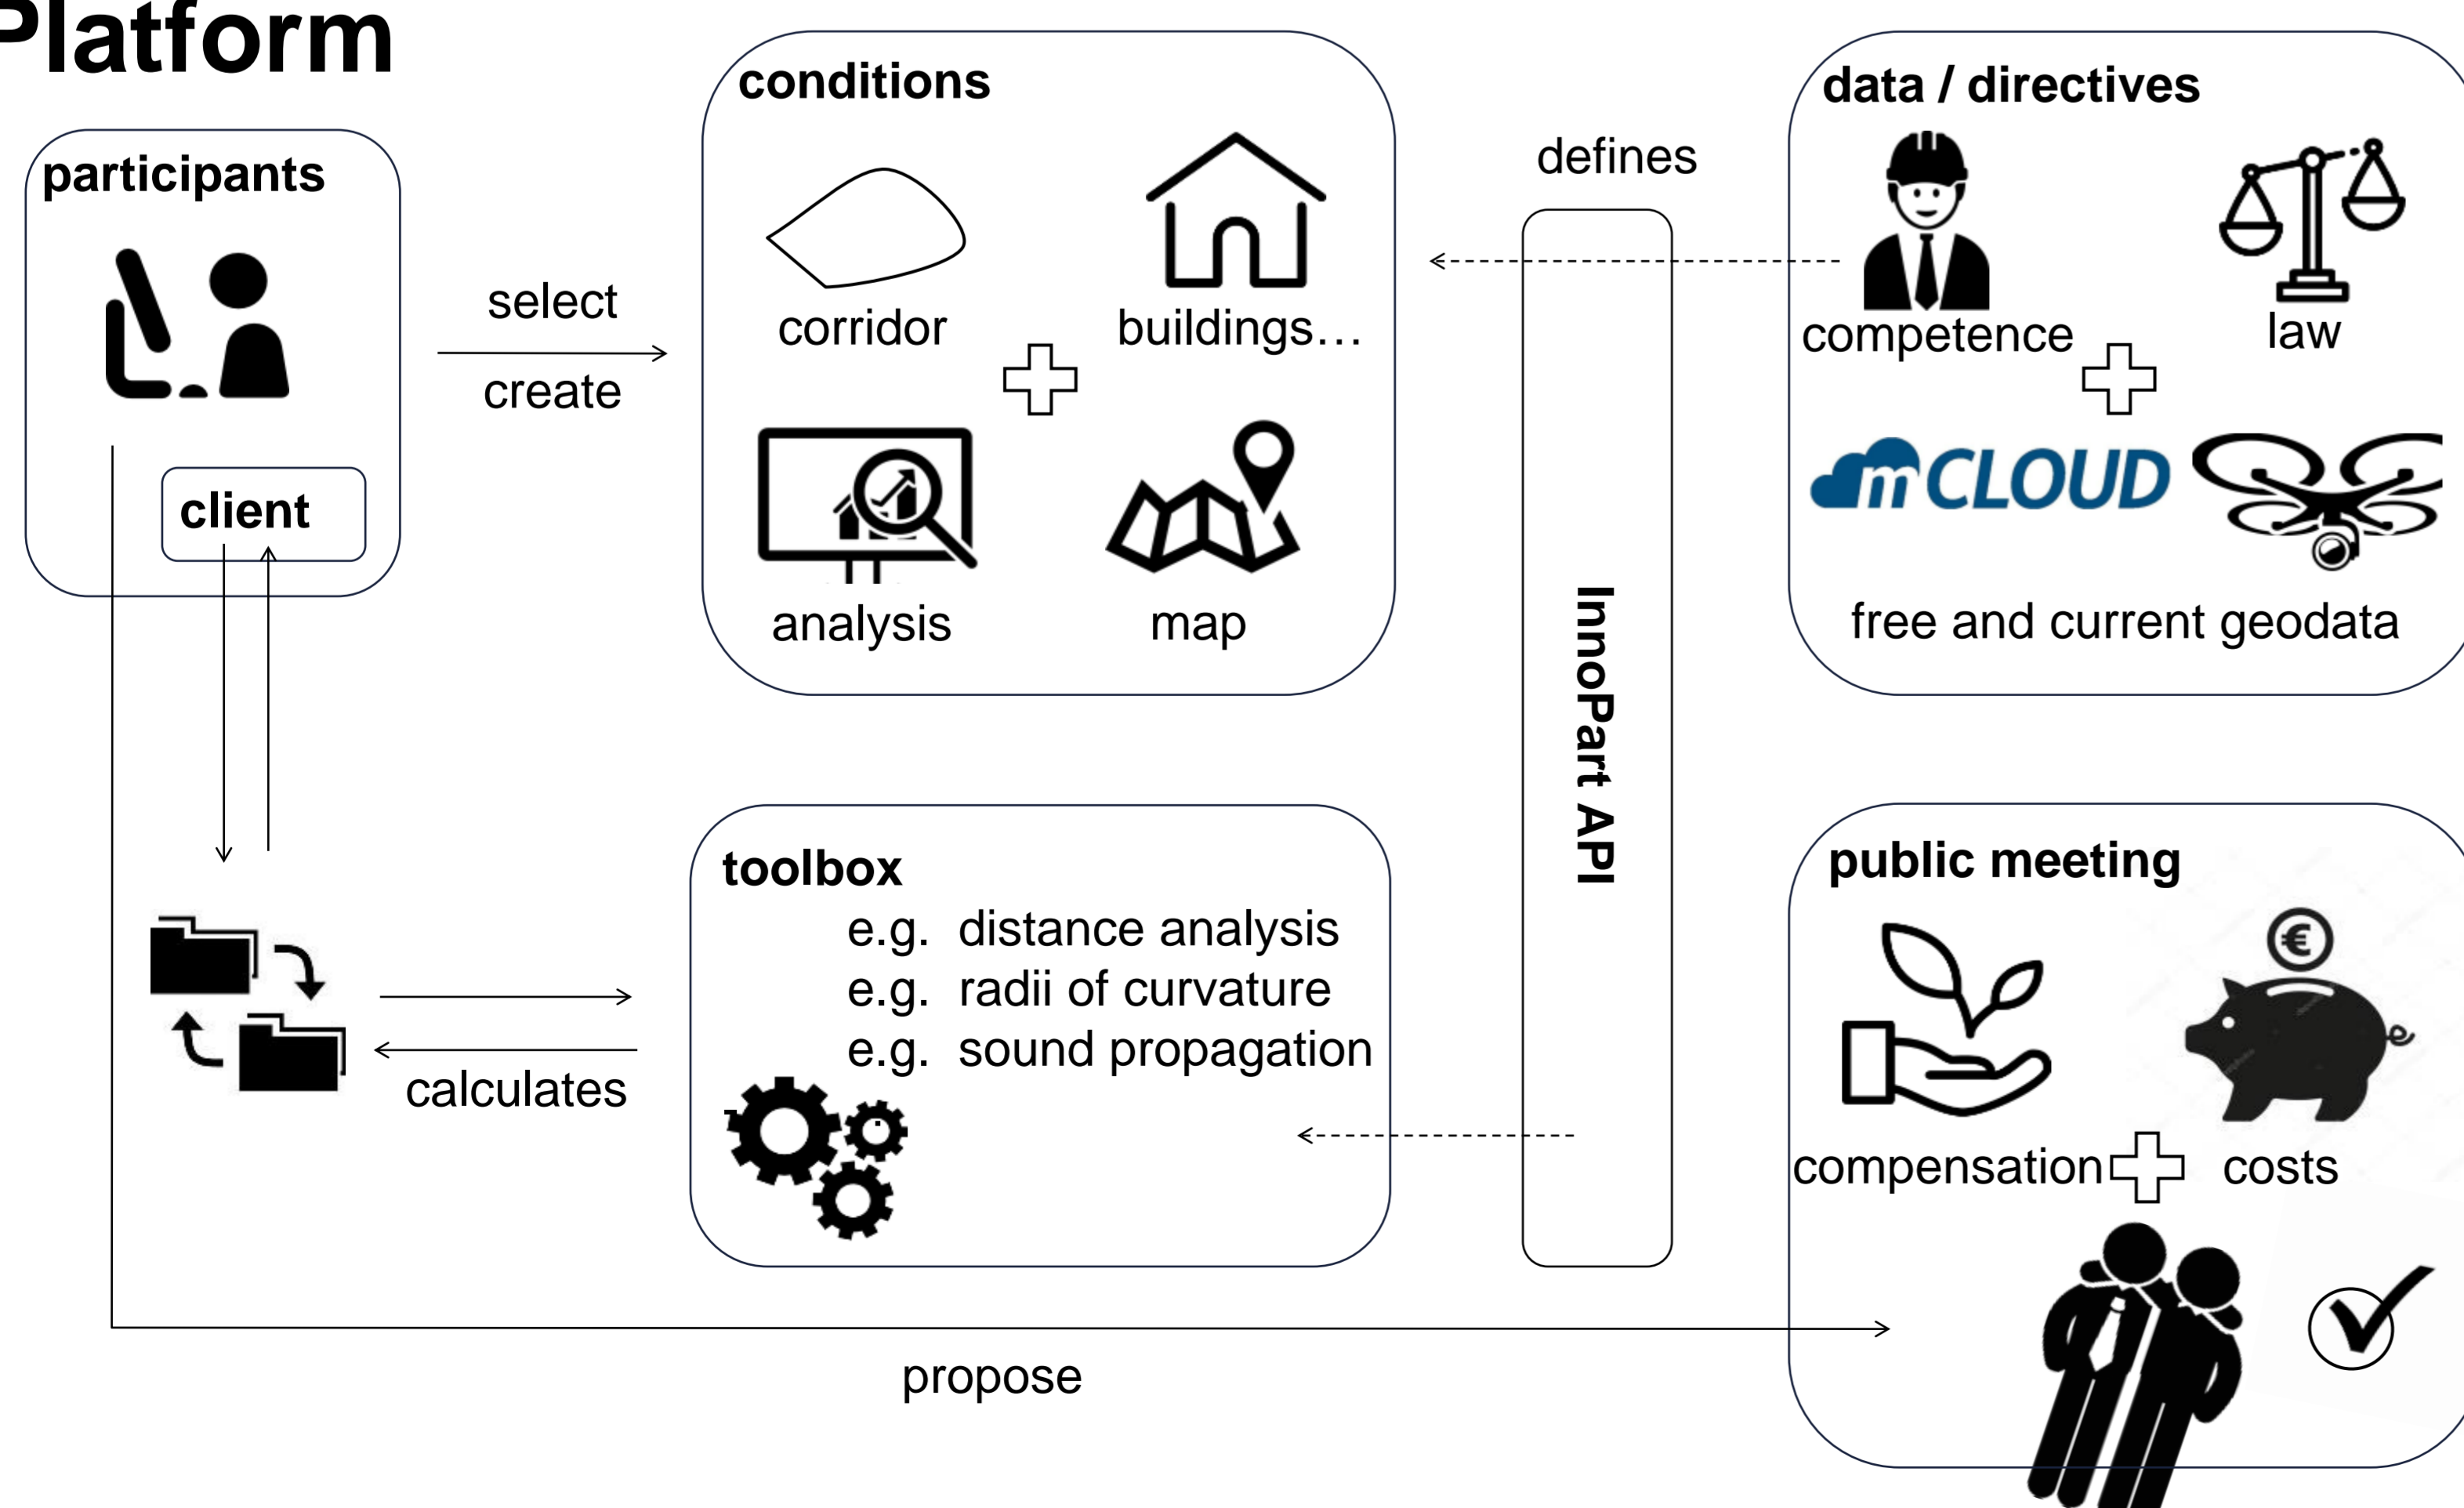 Platform
participants
client
select
create
conditions
corridor
buildings…
analysis
map
defines
InnoPart API
data / directives
competence
law
mCLOUD
free and current geodata
toolbox
e.g. distance analysis
e.g. radii of curvature
e.g. sound propagation
calculates
public meeting
€
compensation
costs
propose